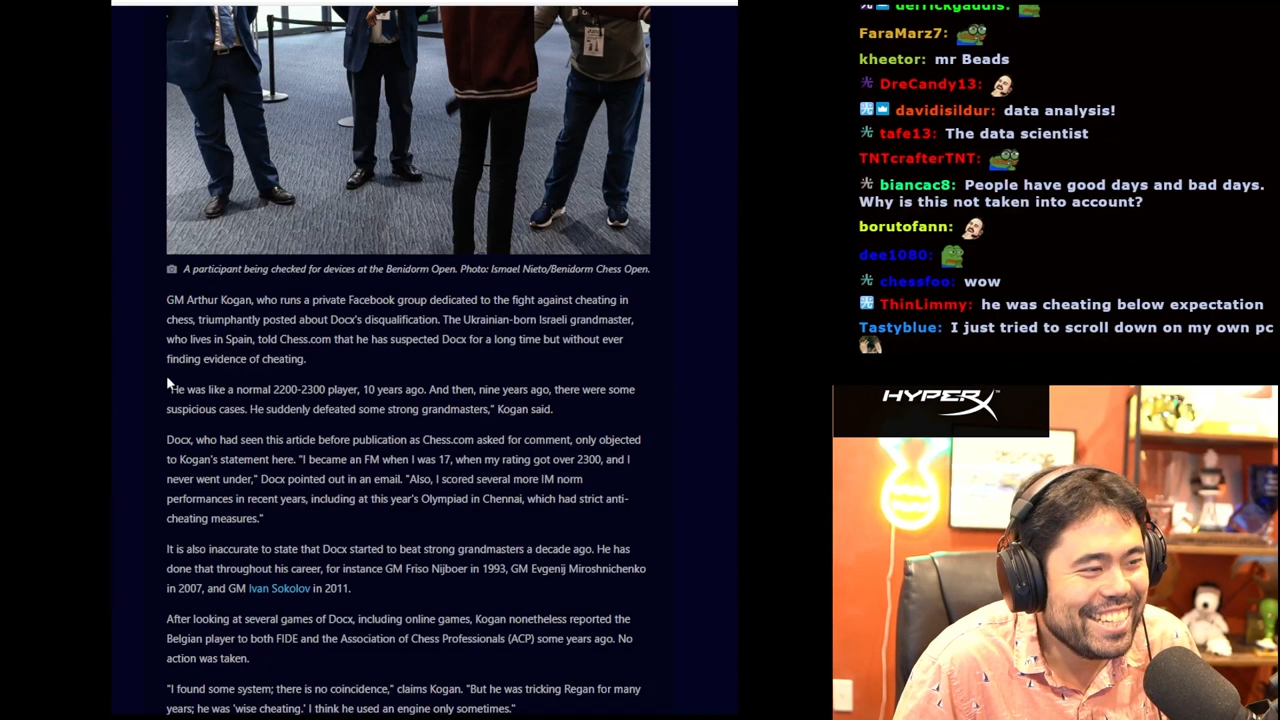 A participant being checked for devices at the Benidorm Open. Photo: Ismael Nieto/Benidorm Chess Open.
GM Arthur Kogan, who runs a private Facebook group dedicated to the fight against cheating in
chess, triumphantly posted about Docx's disqualification. The Ukrainian-born Israeli grandmaster,
who lives in Spain, told Chess.com that he has suspected Docx for a long time but without ever
finding evidence of cheating.
"He was like a normal 2200-2300 player, 10 years ago. And then, nine years ago, there were some
suspicious cases. He suddenly defeated some strong grandmasters," Kogan said.
Docx, who had seen this article before publication as Chess.com asked for comment, only objected
to Kogan's statement here. "I became an FM when I was 17, when my rating got over 2300, and I
never went under," Docx pointed out in an email. "Also, I scored several more IM norm
performances in recent years, including at this year's Olympiad in Chennai, which had strict anti-
cheating measures."
It is also inaccurate to state that Docx started to beat strong grandmasters a decade ago. He has
done that throughout his career, for instance GM Friso Nijboer in 1993, GM Evgenij Miroshnichenko
in 2007, and GM Ivan Sokolov in 2011.
After looking at several games of Docx, including online games, Kogan nonetheless reported the
Belgian player to both FIDE and the Association of Chess Professionals (ACP) some years ago. No
action was taken.
"I found some system; there is no coincidence," claims Kogan. "But he was tricking Regan for many
years; he was 'wise cheating.' I think he used an engine only sometimes."
derrickgaudis:
FaraMarz7:
kheetor: mr Beads
光 DreCandy13:
光 davidisildur: data analysis!
光 tafe13: The data scientist
TNTcrafterTNT:
光 biancac8: People have good days and bad days.
Why is this not taken into account?
borutofann:
dee1080:
光 chessfoo: wow
光 ThinLimmy: he was cheating below expectation
Tastyblue: I just tried to scroll down on my own pc
HYPERX